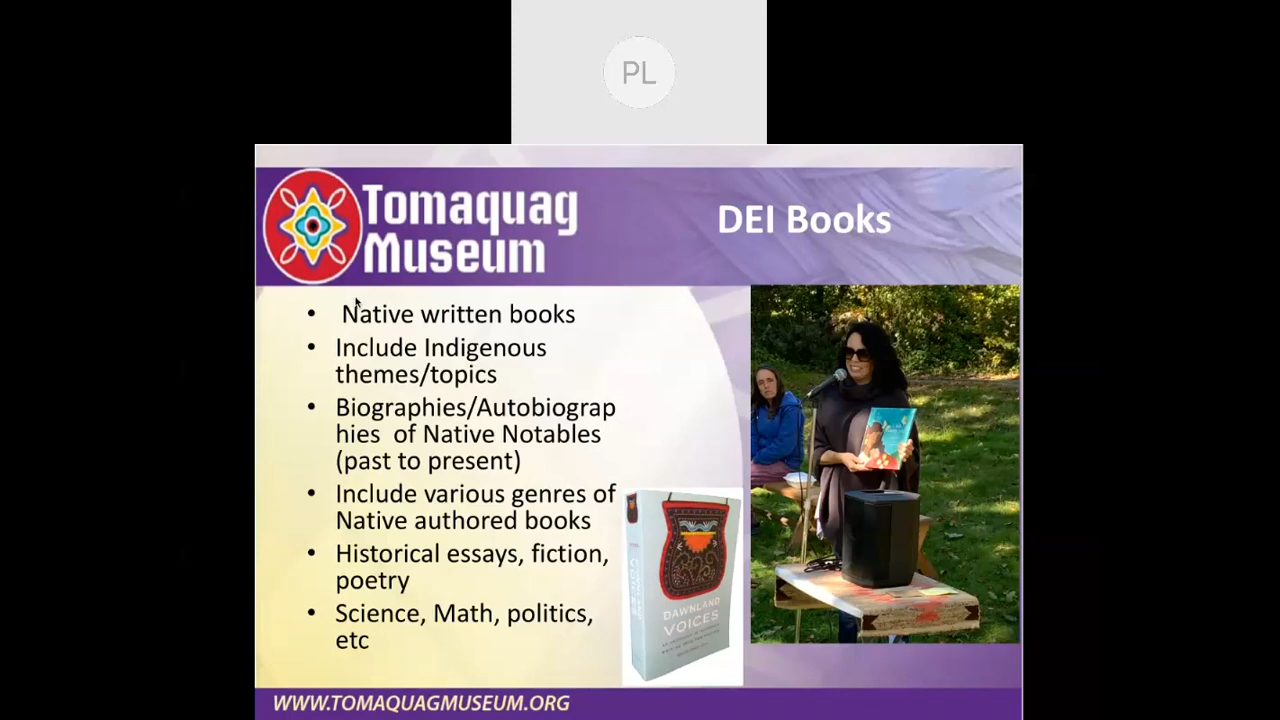 PL
Tomaquag
Museum
DEI Books
• Native written books
• Include Indigenous
themes/topics
• Biographies/Autobiograp
hies of Native Notables
(past to present)
• Include various genres of
Native authored books
• Historical essays, fiction,
poetry
• Science, Math, politics,
etc
DAWNLAND
VOICES
WWW.TOMAQUAGMUSEUM.ORG